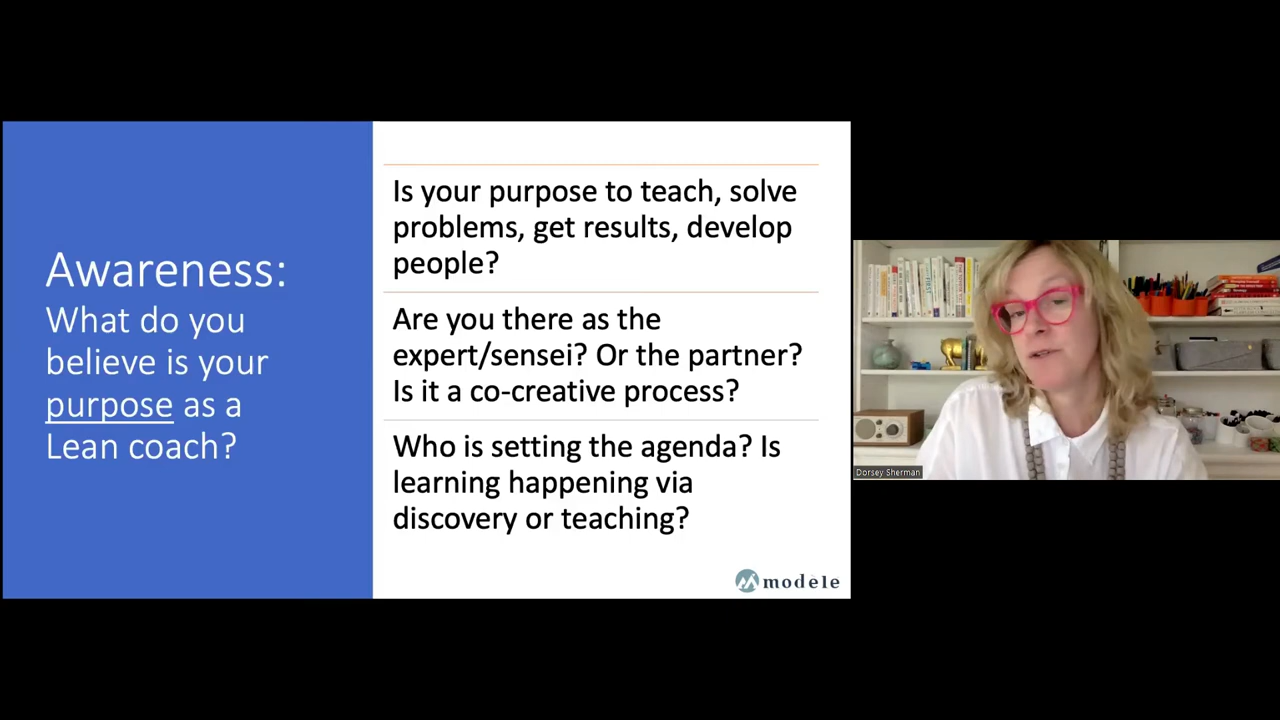 Awareness:
What do you
believe is your
purpose as a
Lean coach?
Is your purpose to teach, solve
problems, get results, develop
people?
Are you there as the
expert/sensei? Or the partner?
Is it a co-creative process?
Who is setting the agenda? Is
learning happening via
discovery or teaching?
modèle
Dorsey Sherman